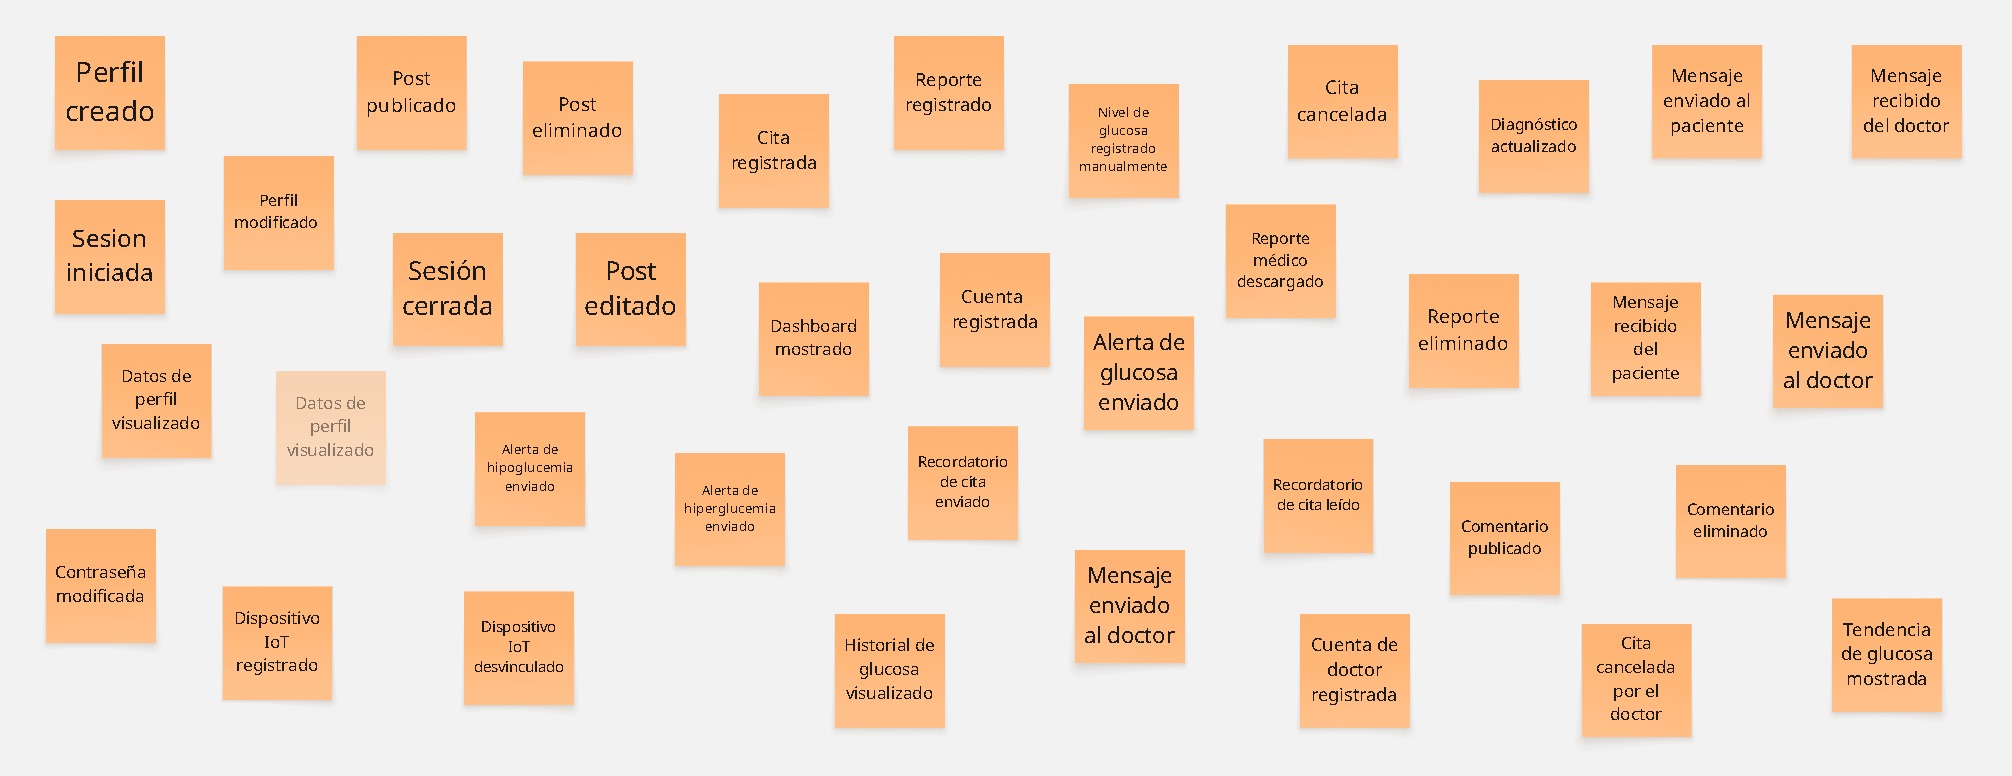 Perfil
creado
Post
publicado
Post
eliminado
Cita
registrada
Reporte
registrado
Nivel de
glucosa
registrado
manualmente
Cita
cancelada
Diagnóstico
actualizado
Mensaje
enviado al
paciente
Mensaje
recibido
del doctor
Sesion
iniciada
Perfil
modificado
Sesión
cerrada
Post
editado
Dashboard
mostrado
Cuenta
registrada
Alerta de
glucosa
enviado
Reporte
médico
descargado
Reporte
eliminado
Mensaje
recibido
del
paciente
Mensaje
enviado
al doctor
Datos de
perfil
visualizado
Datos de
perfil
visualizado
Alerta de
hipoglucemia
enviado
Alerta de
hiperglucemia
enviado
Recordatorio
de cita
enviado
Recordatorio
de cita leído
Comentario
publicado
Comentario
eliminado
Contraseña
modificada
Dispositivo
IoT
registrado
Dispositivo
IoT
desvinculado
Historial de
glucosa
visualizado
Mensaje
enviado
al doctor
Cuenta de
doctor
registrada
Cita
cancelada
por el
doctor
Tendencia
de glucosa
mostrada